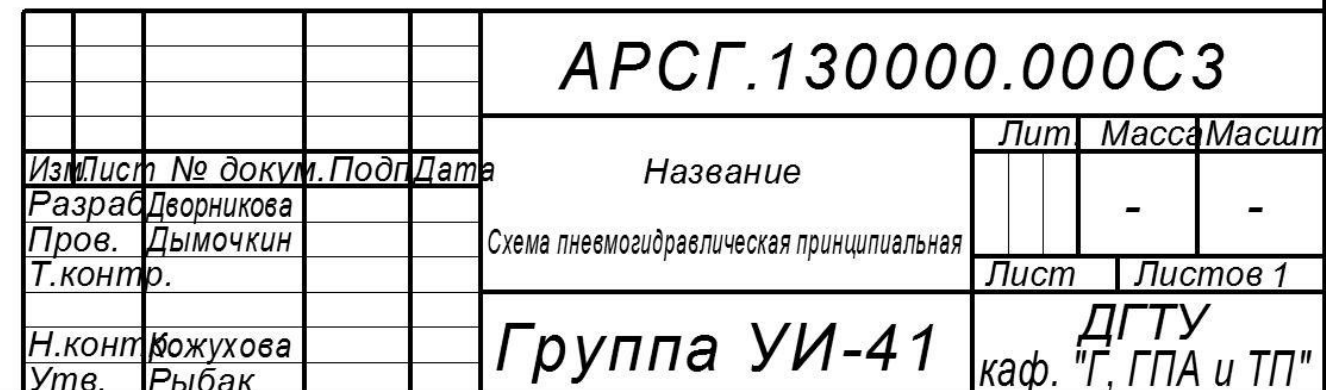 АРСГ.130000.000С3
Лит. Масса Масшт
Изм Лист № докум. Подп Дата
Название
Разраб Дворникова
- -
Пров. Дымочкин
Схема пневмогидравлическая принципиальная
Т.контр.
Лист Листов 1
Н.контр Кожухова
Группа УИ-41
ДГТУ
каф. "Г, ГПА и ТП"
Утв. Рыбак